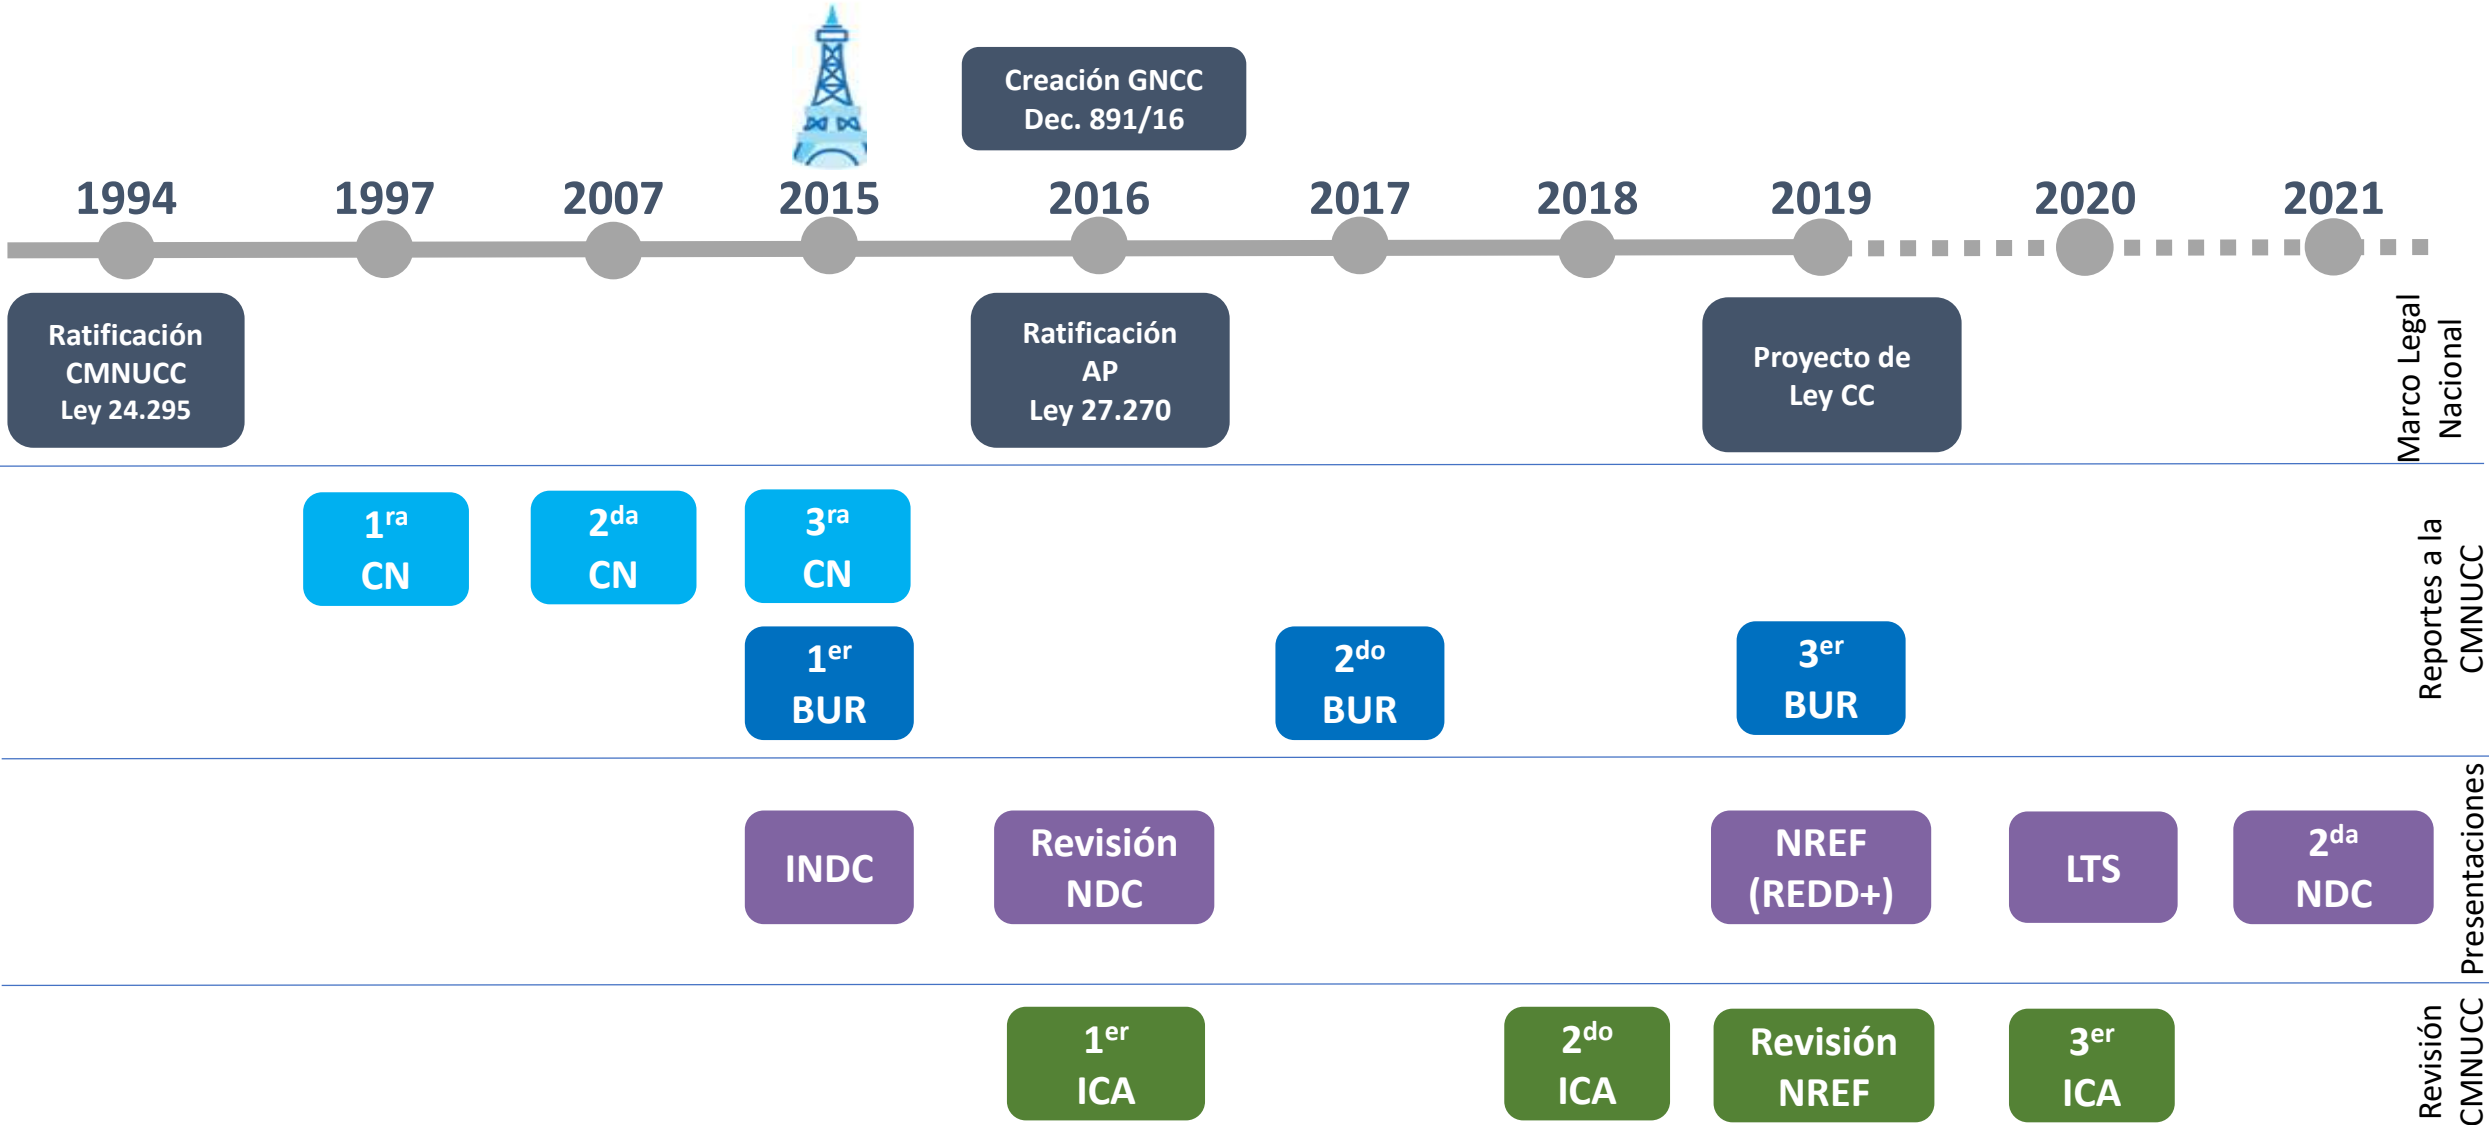 Creación GNCC
Dec. 891/16
1994
1997
2007
2015
2016
2017
2018
2019
2020
2021
Ratificación
CMNUCC
Ley 24.295
Ratificación
AP
Ley 27.270
Proyecto de
Ley CC
Marco Legal
Nacional
1ra
CN
2da
CN
3ra
CN
1er
BUR
2do
BUR
3er
BUR
Reportes a la
CMNUCC
INDC
Revisión
NDC
NREF
(REDD+)
LTS
2da
NDC
Presentaciones
1er
ICA
2do
ICA
Revisión
NREF
3er
ICA
Revisión
CMNUCC